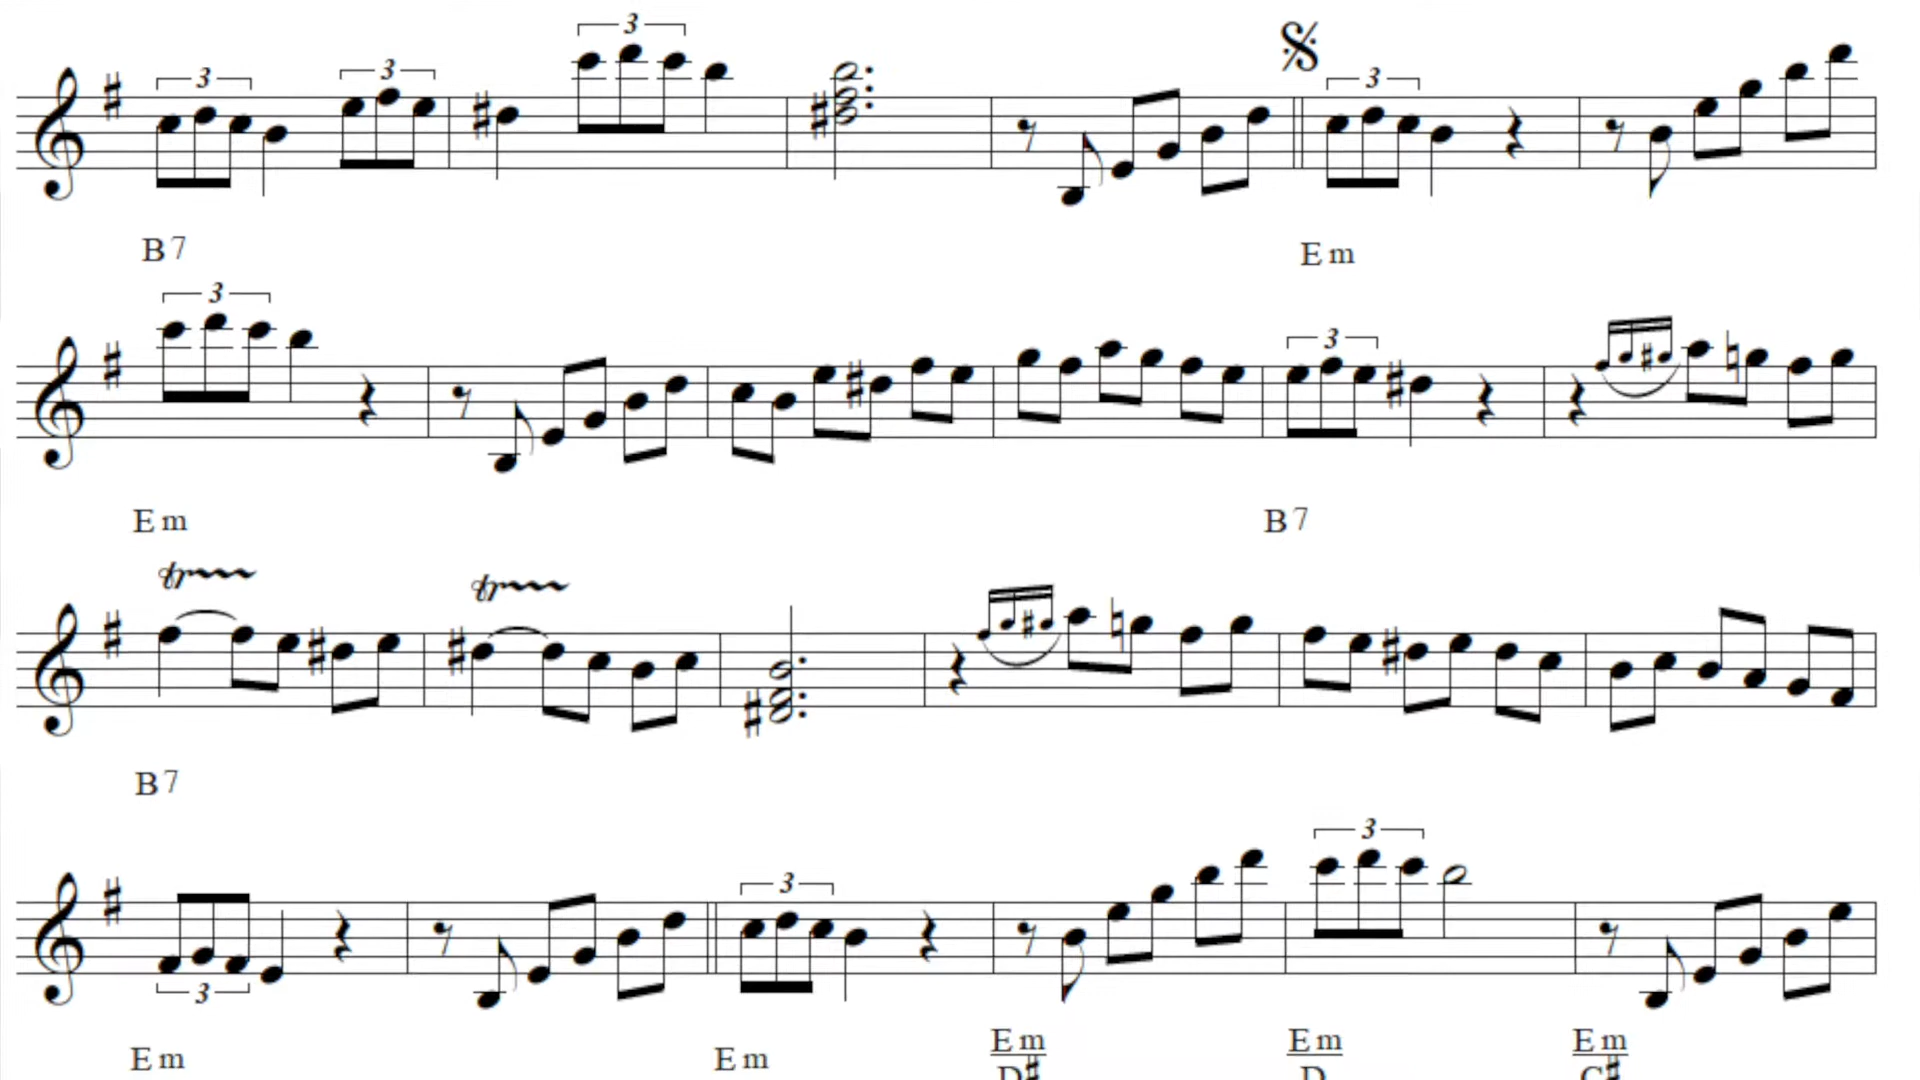 3
3 3 3
B7 Em
3 3
Em B7
tr tr
B7
3 3
3
Em Em Em Em
D# D C#
Em